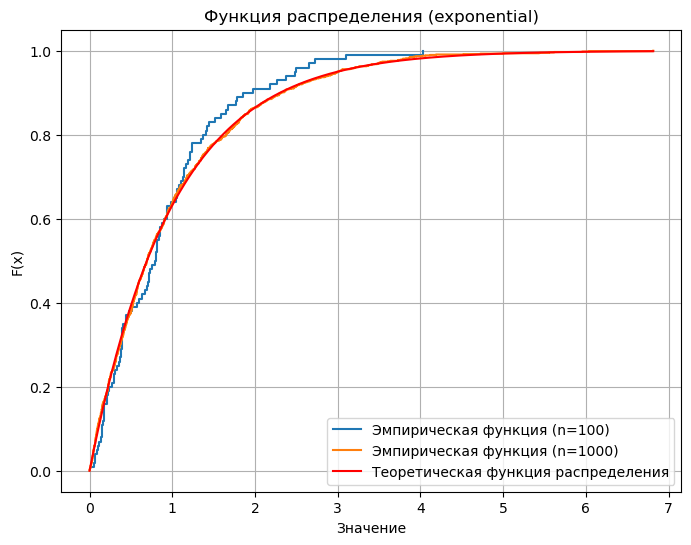 Функция распределения (exponential)
1.0
0.8
0.6
0.4
0.2
0.0
F(x)
0 1 2 3 4 5 6 7
Значение
Эмпирическая функция (n=100)
Эмпирическая функция (n=1000)
Теоретическая функция распределения